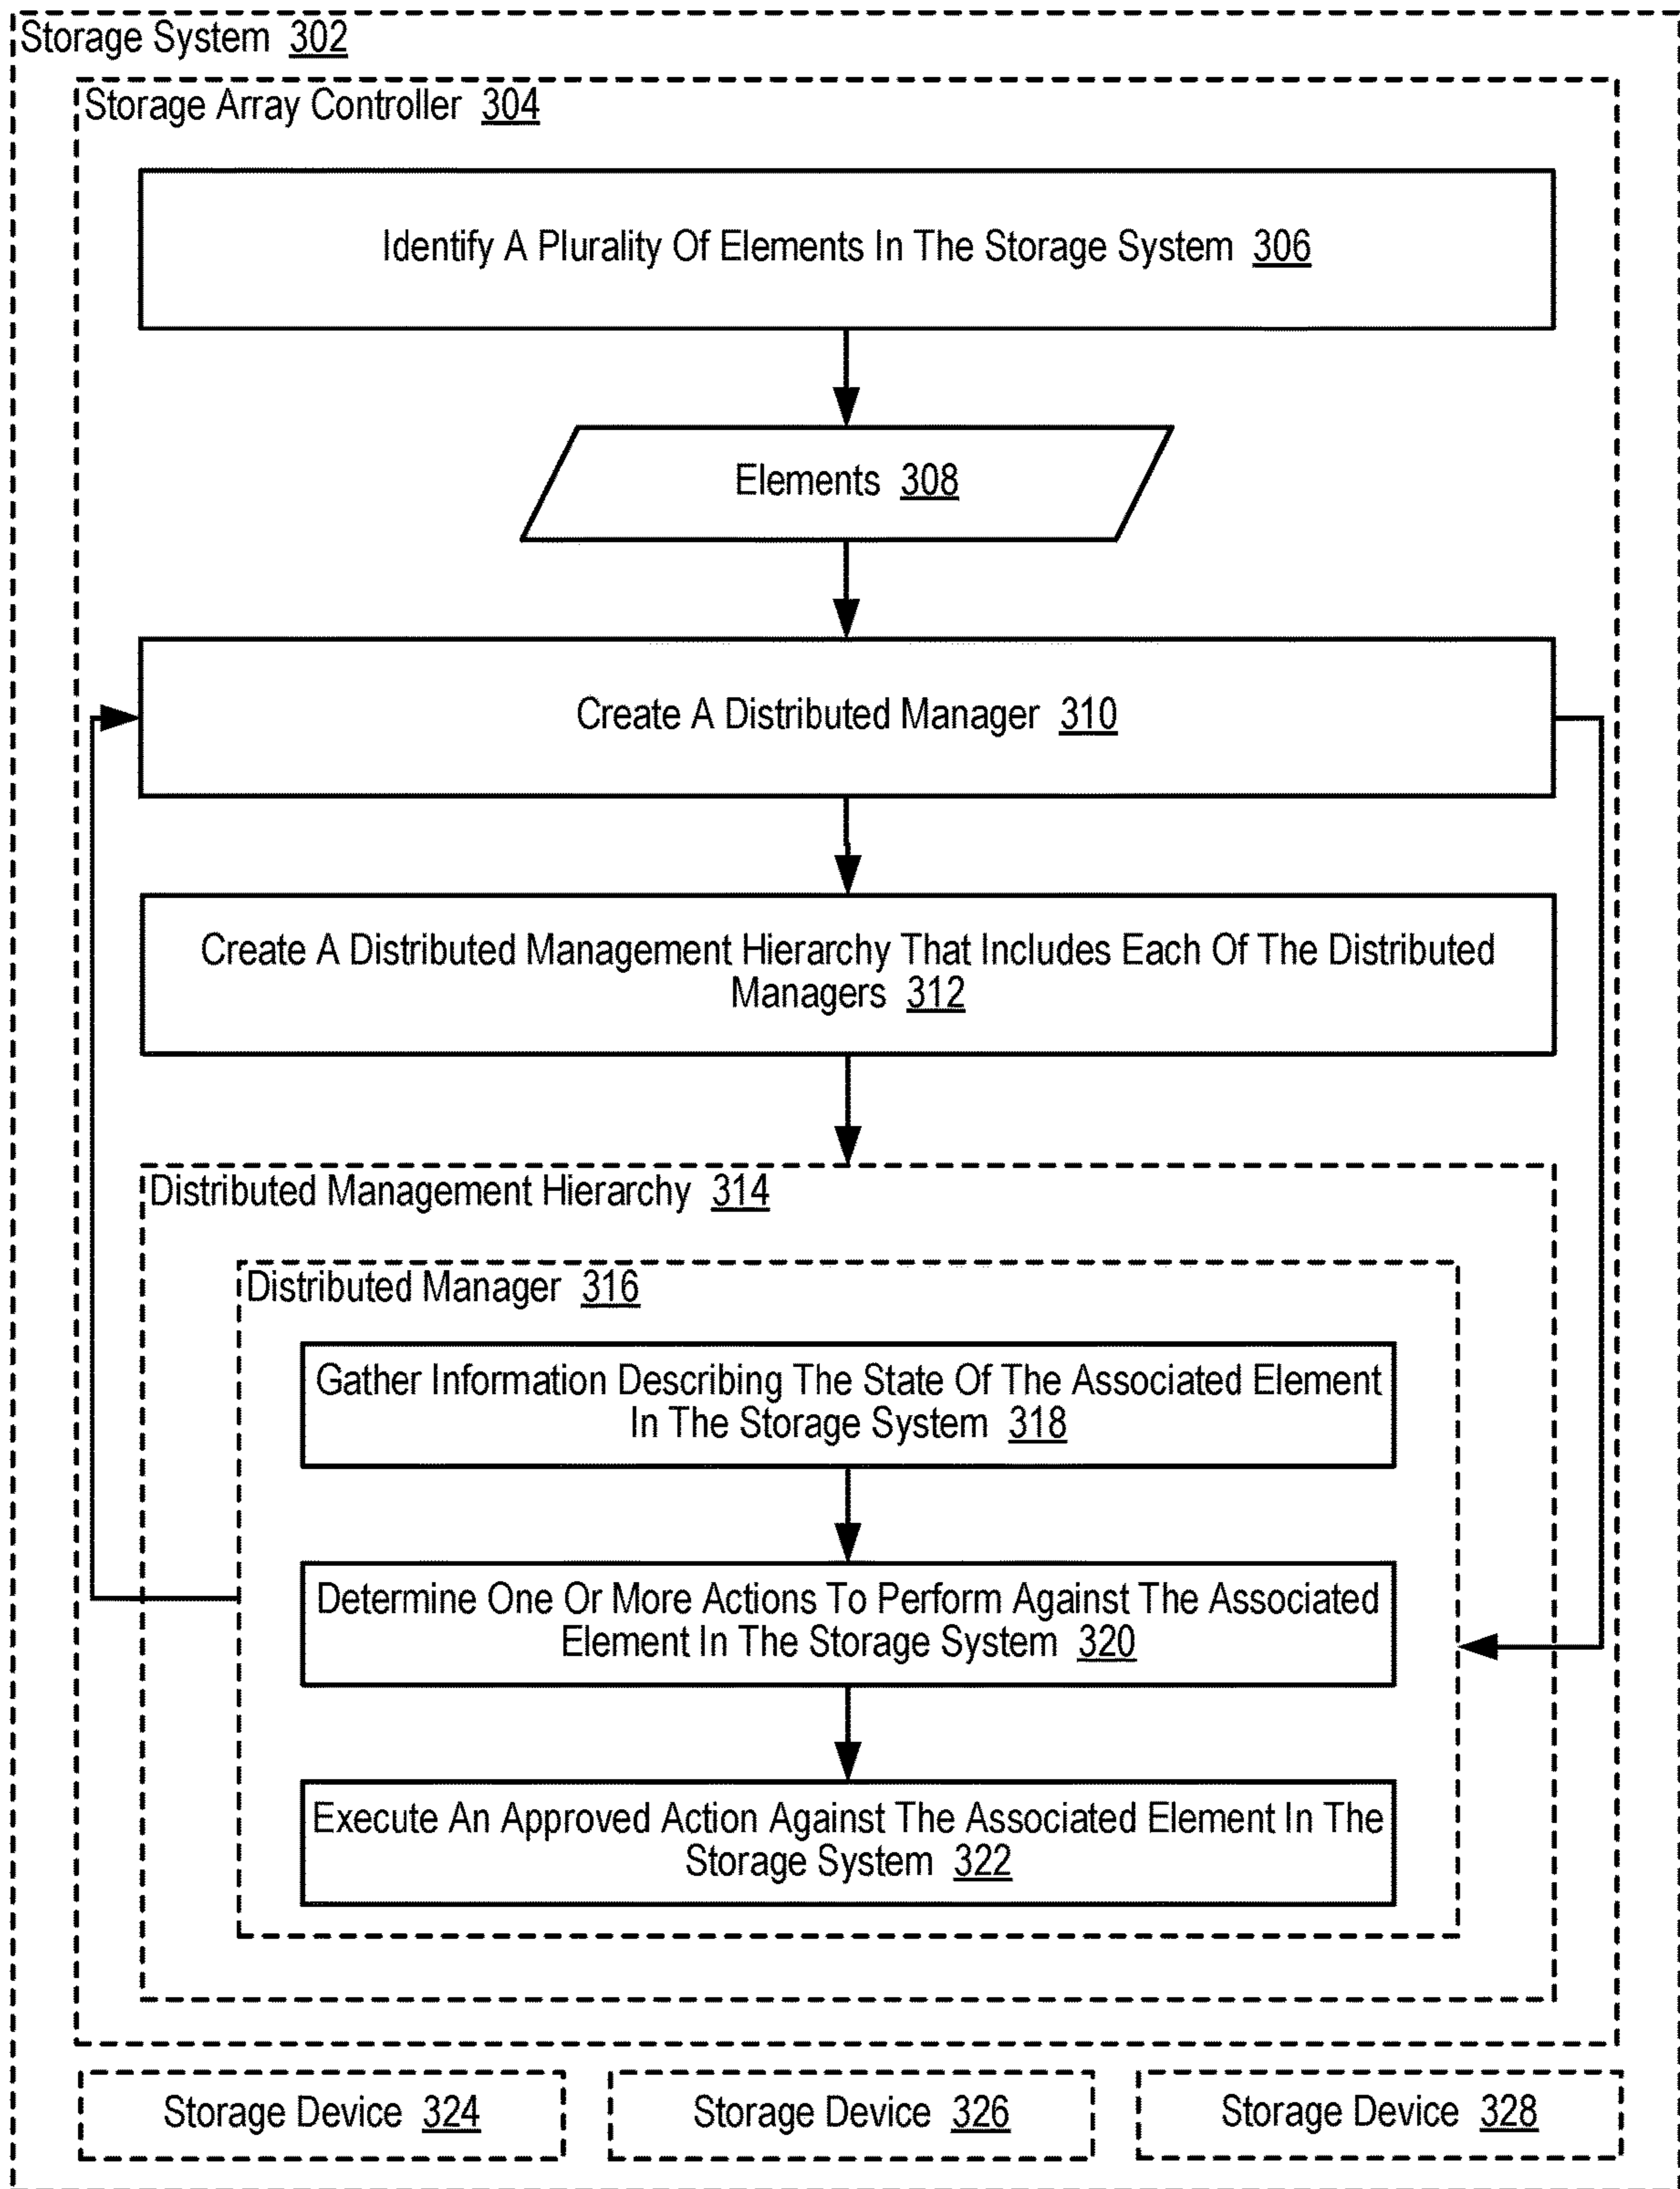 Storage System 302
Storage Array Controller 304
Identify A Plurality Of Elements In The Storage System 306
Elements 308
Create A Distributed Manager 310
Create A Distributed Management Hierarchy That Includes Each Of The Distributed
Managers 312
Distributed Management Hierarchy 314
Distributed Manager 316
Gather Information Describing The State Of The Associated Element
In The Storage System 318
Determine One Or More Actions To Perform Against The Associated
Element In The Storage System 320
Execute An Approved Action Against The Associated Element In The
Storage System 322
Storage Device 324
Storage Device 326
Storage Device 328